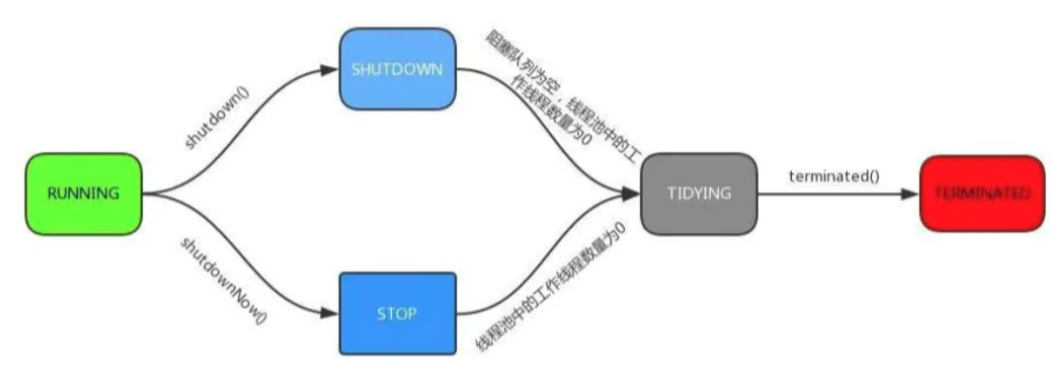 SHUTDOWN
shutdown()
阻塞队列为空，线程池中的工
作线程数量为0
RUNNING
TIDYING
terminated()
TERMINATED
shutdownNow()
STOP
线程池中的工作线程数量为0